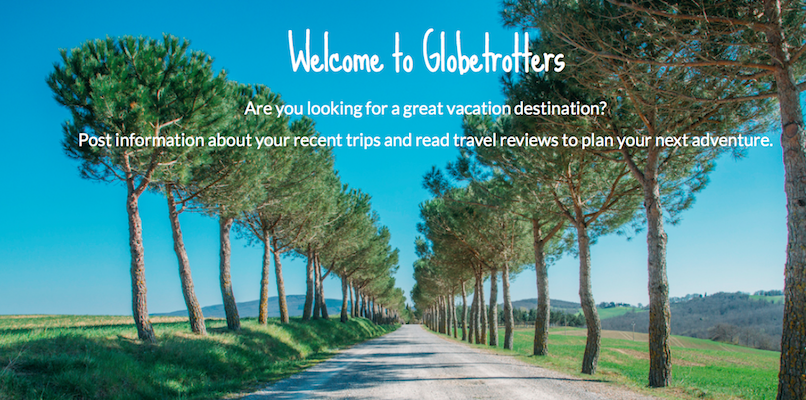 Welcome to Globetrotters
Are you looking for a great vacation destination?
Post information about your recent trips and read travel reviews to plan your next adventure.